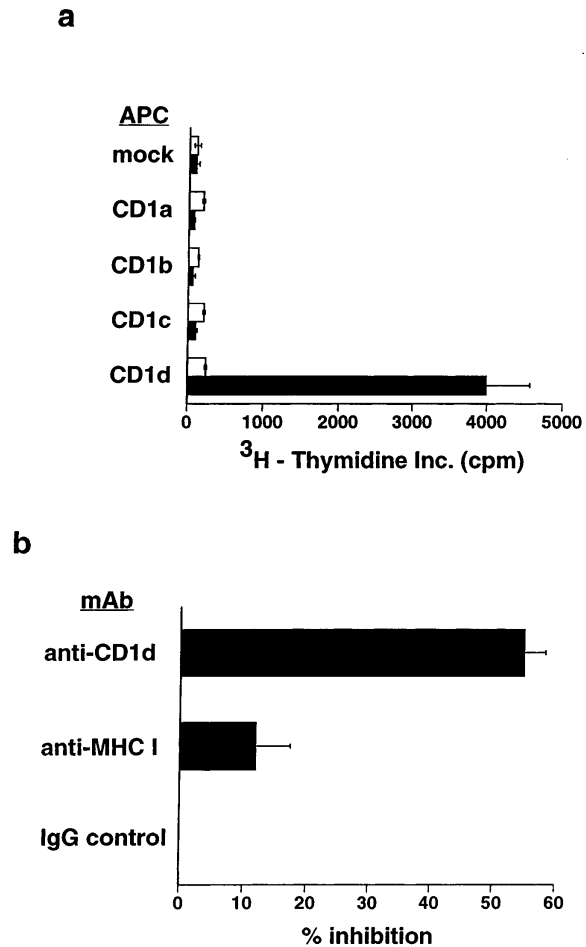 a
APC
mock
CD1a
CD1b
CD1c
CD1d
0 1000 2000 3000 4000 5000
³H - Thymidine Inc. (cpm)
b
mAb
anti-CD1d
anti-MHC I
IgG control
0 10 20 30 40 50 60
% inhibition